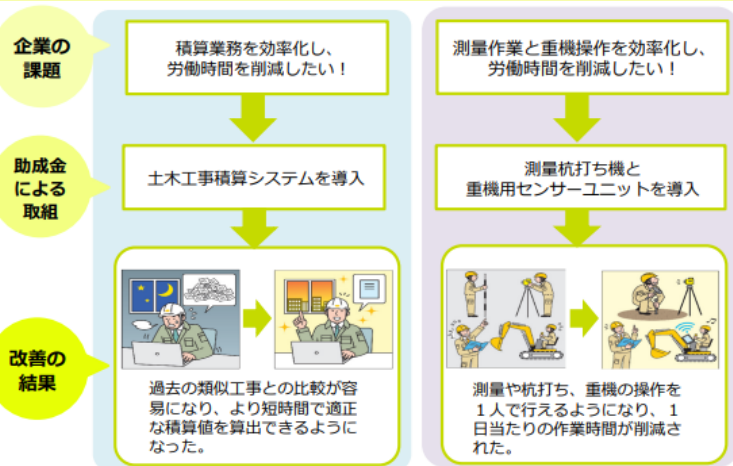 企業の
課題
積算業務を効率化し、
労働時間を削減したい！
測量作業と重機操作を効率化し、
労働時間を削減したい！
助成金
による
取組
土木工事積算システムを導入
測量杭打ち機と
重機用センサーユニットを導入
改善の
結果
過去の類似工事との比較が容
易になり、より短時間で適正
な積算値を算出できるように
なった。
測量や杭打ち、重機の操作を
１人で行えるようになり、１
日当たりの作業時間が削減さ
れた。